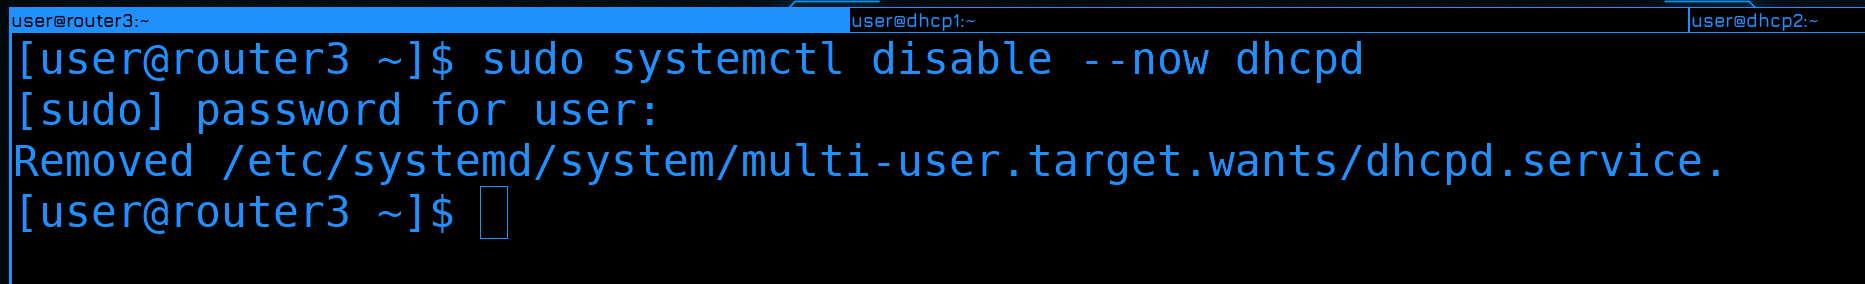 user@router3:~
user@dhcp1:~
user@dhcp2:~
[user@router3 ~]$ sudo systemctl disable --now dhcpd
[sudo] password for user:
Removed /etc/systemd/system/multi-user.target.wants/dhcpd.service.
[user@router3 ~]$